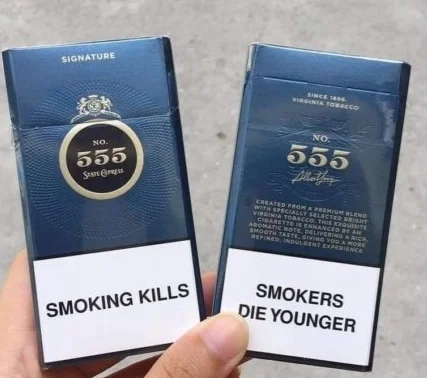 SIGNATURE
NO.
555
STATE EXPRESS
SMOKING KILLS
SINCE 1896
VIRGINIA TOBACCO
NO.
555
CREATED FROM A PREMIUM BLEND
WITH SPECIALLY SELECTED BRIGHT
VIRGINIA TOBACCO. THIS EXQUISITE
CIGARETTE IS ENHANCED BY AN
AROMATIC NOTE, DELIVERING A RICH,
SMOOTH TASTE, GIVING YOU A MORE
REFINED, INDULGENT EXPERIENCE
SMOKERS
DIE YOUNGER